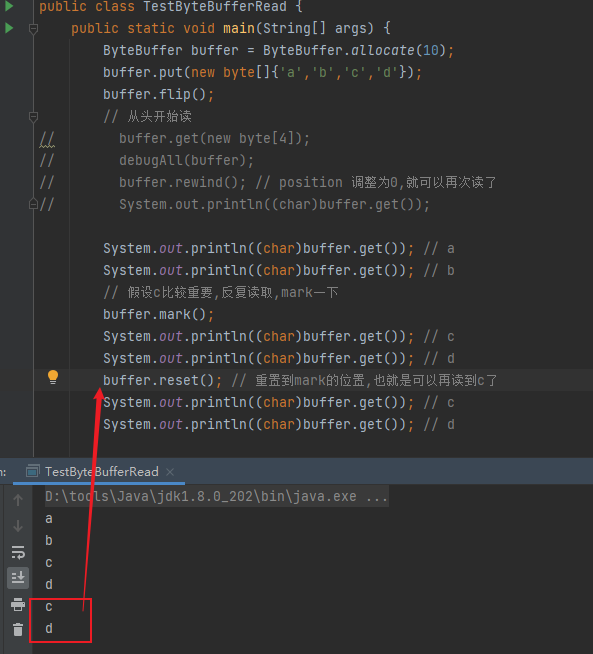 public class TestByteBufferRead {
public static void main(String[] args) {
ByteBuffer buffer = ByteBuffer.allocate(10);
buffer.put(new byte[]{'a','b','c','d'});
buffer.flip();
// 从头开始读
// buffer.get(new byte[4]);
// debugAll(buffer);
// buffer.rewind(); // position 调整为0,就可以再次读了
// System.out.println((char)buffer.get());
System.out.println((char)buffer.get()); // a
System.out.println((char)buffer.get()); // b
// 假设c比较重要,反复读取,mark一下
buffer.mark();
System.out.println((char)buffer.get()); // c
System.out.println((char)buffer.get()); // d
buffer.reset(); // 重置到mark的位置,也就是可以再读到c了
System.out.println((char)buffer.get()); // c
System.out.println((char)buffer.get()); // d
n: TestByteBufferRead ×
D:\tools\Java\jdk1.8.0_202\bin\java.exe ...
a
b
c
d
c
d